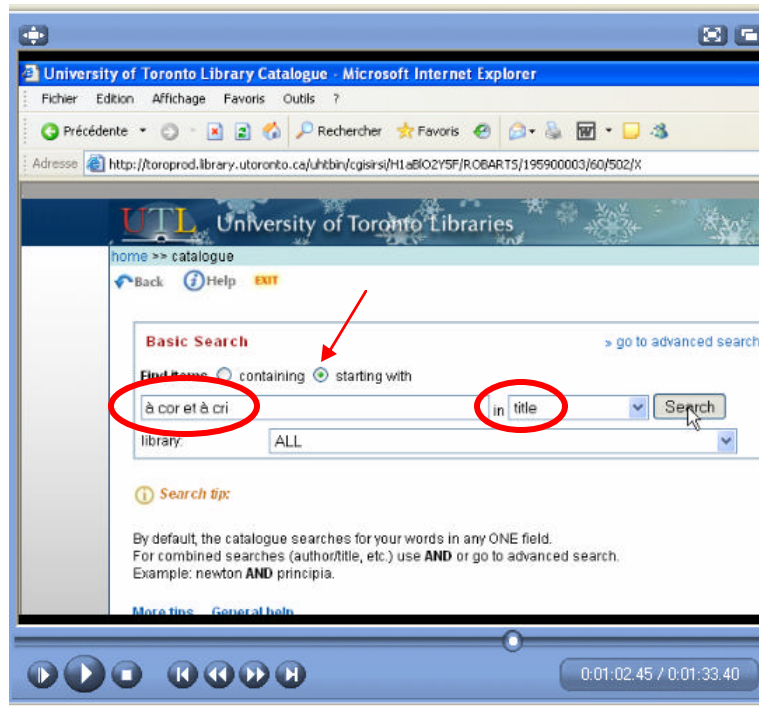 University of Toronto Library Catalogue - Microsoft Internet Explorer
Fichier Edition Affichage Favoris Outils ?
Précédente Rechercher Favoris
Adresse http://toroprod.library.utoronto.ca/uhtbin/cgisirsi/H1aBlO2Y5F/ROBARTS/195900003/60/502/X
UTL University of Toronto Libraries
home >> catalogue
Back Help EXIT
Basic Search » go to advanced search
Find items containing starting with
à cor et à cri in title Search
library: ALL
Search tip:
By default, the catalogue searches for your words in any ONE field.
For combined searches (author/title, etc.) use AND or go to advanced search.
Example: newton AND principia.
More tips General help
0:01:02.45 / 0:01:33.40